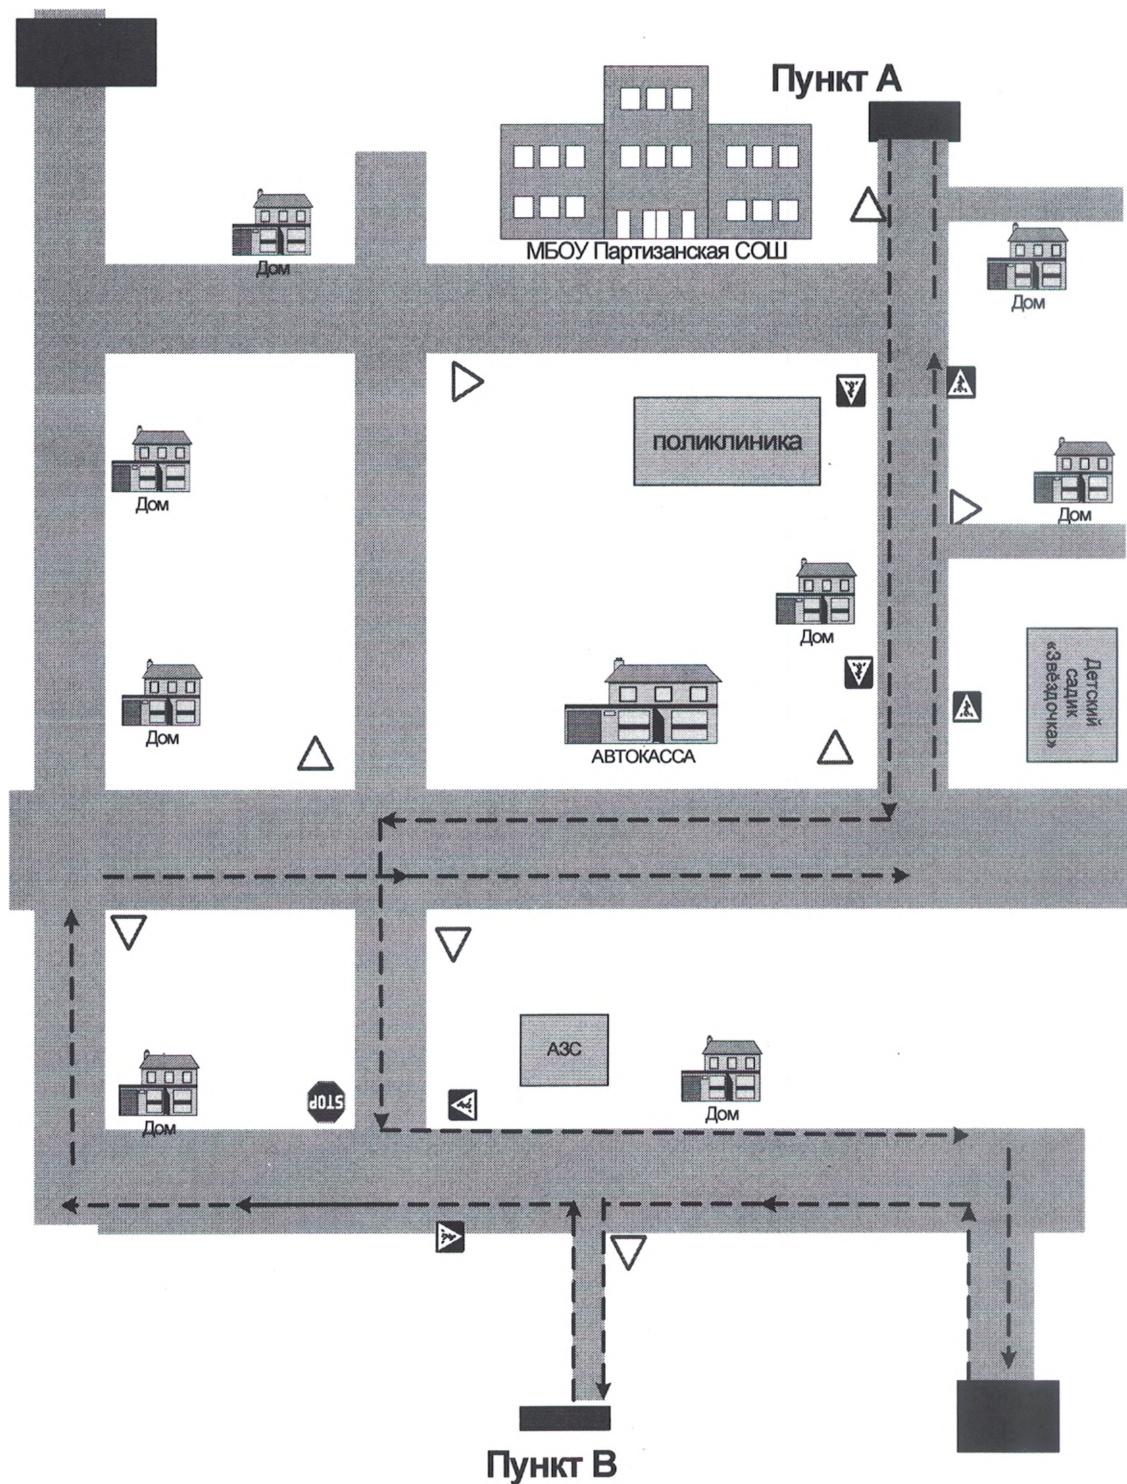 Пункт А
МБОУ Партизанская СОШ
Дом
Дом
ПОЛИКЛИНИКА
Дом
Дом
Дом
Детский
садик
«Звёздочка»
Дом
АВТОКАССА
АЗС
Дом
STOP
Дом
Пункт В